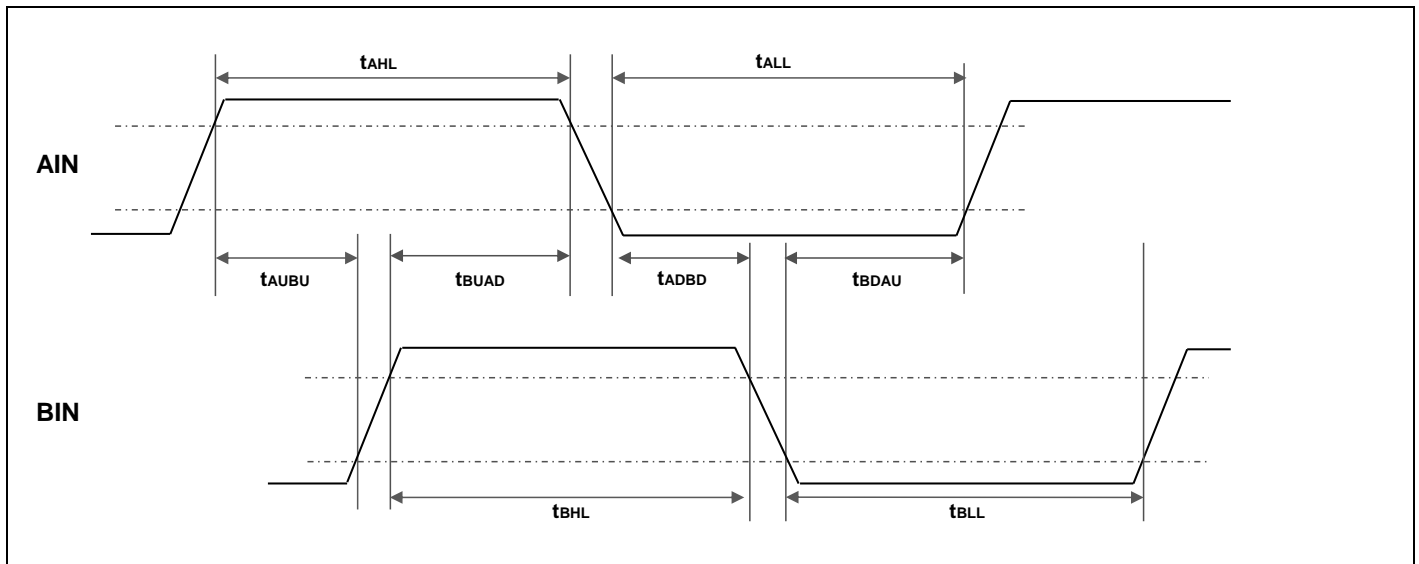 tAHL
tALL
AIN
tAUBU
tBUAD
tADBD
tBDAU
BIN
tBHL
tBLL